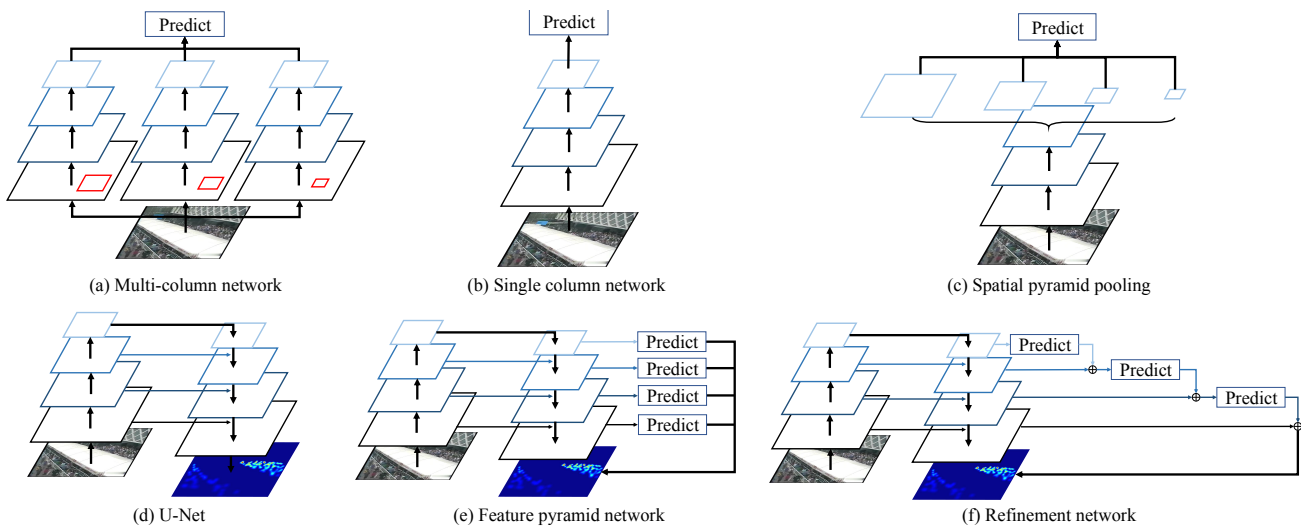 Predict
Predict
Predict
(a) Multi-column network
(b) Single column network
(c) Spatial pyramid pooling
Predict
Predict
Predict
Predict
Predict
Predict
Predict
(d) U-Net
(e) Feature pyramid network
(f) Refinement network